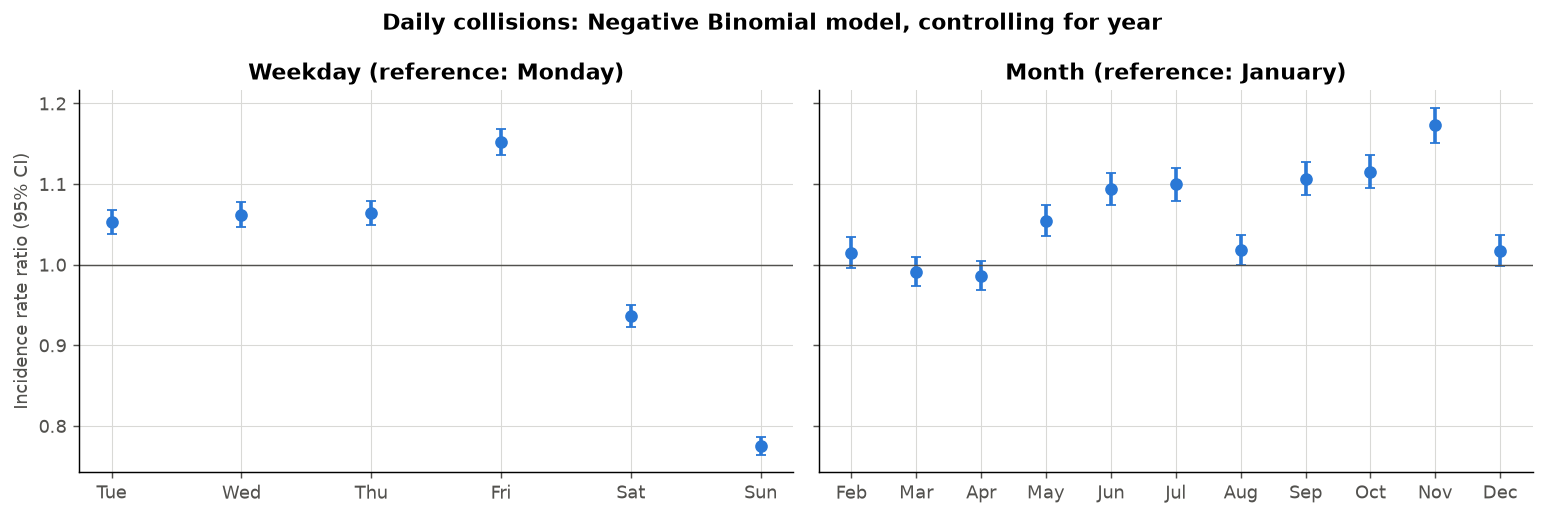 Daily collisions: Negative Binomial model, controlling for year
Weekday (reference: Monday)
Month (reference: January)
Incidence rate ratio (95% CI)
1.2
1.1
1.0
0.9
0.8
Tue Wed Thu Fri Sat Sun
Feb Mar Apr May Jun Jul Aug Sep Oct Nov Dec